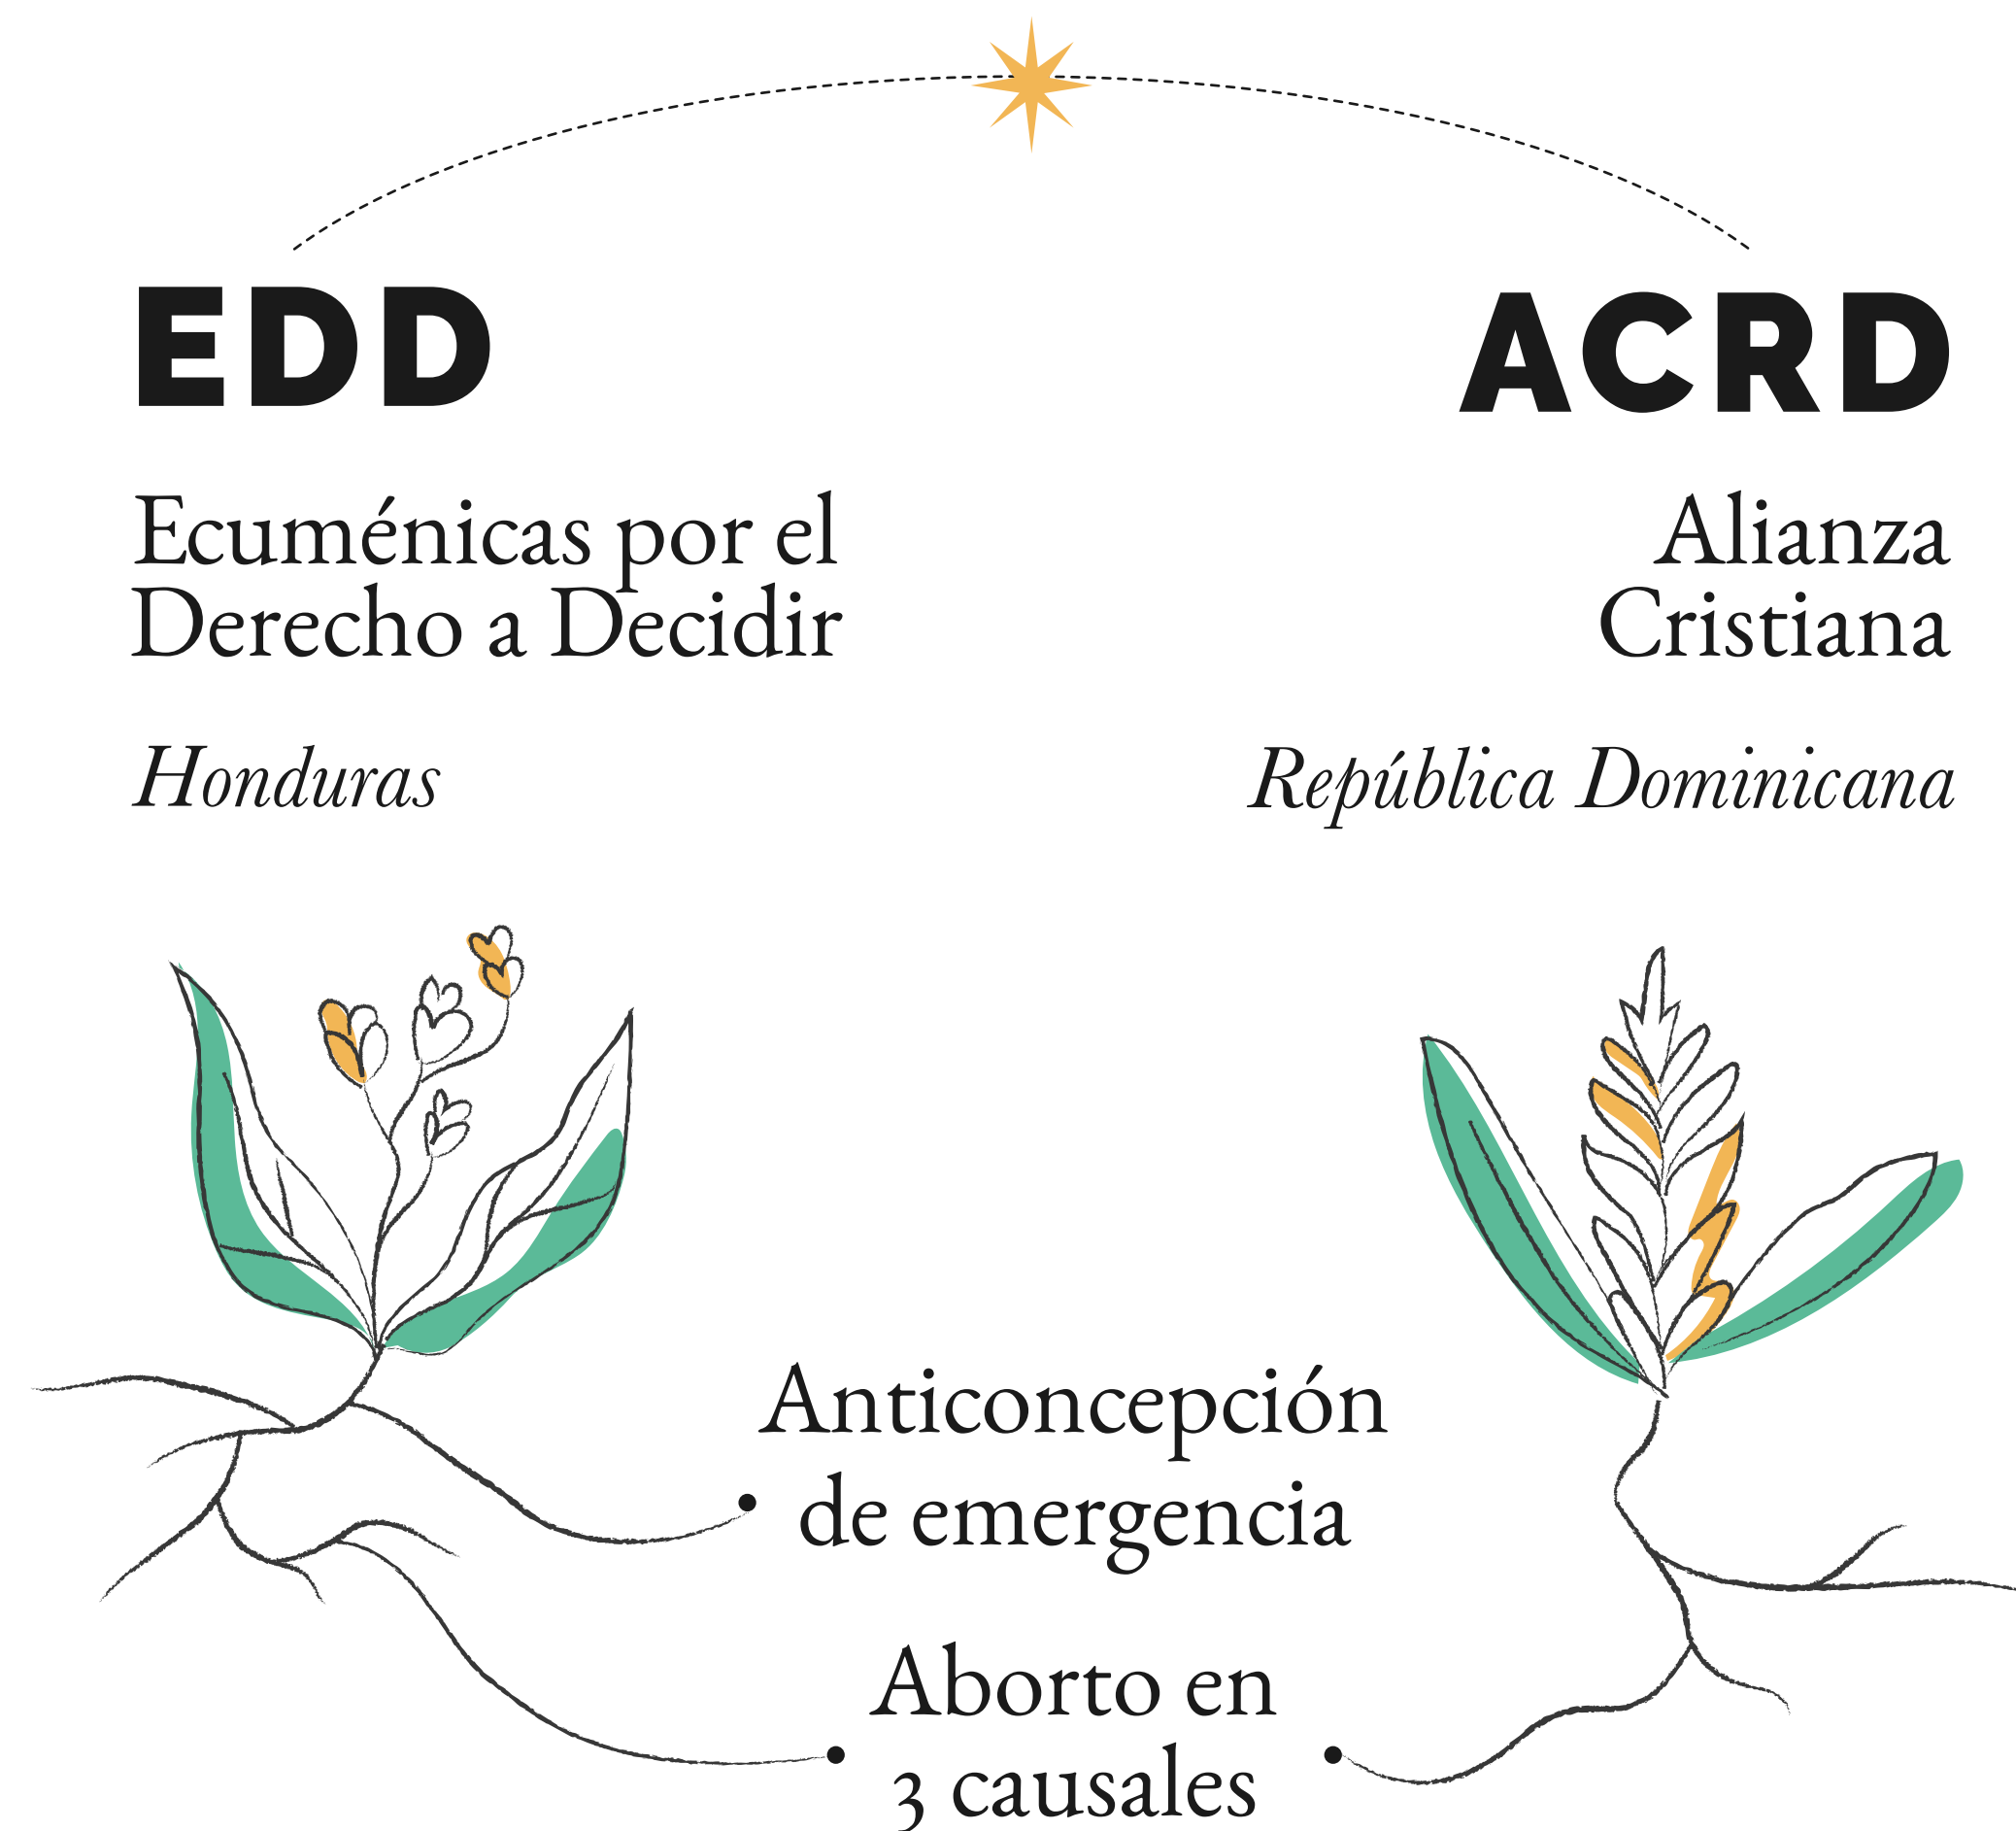 EDD
Ecuménicas por el
Derecho a Decidir
Honduras
ACRD
Alianza
Cristiana
República Dominicana
Anticoncepción
de emergencia
Aborto en
3 causales